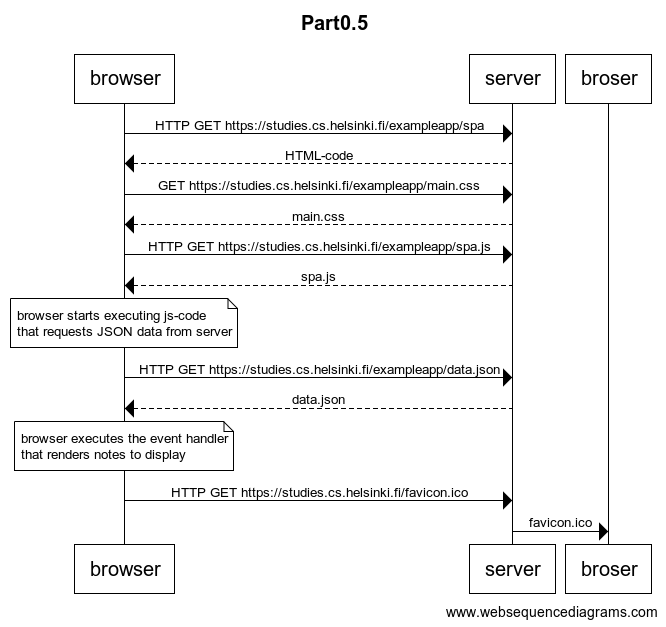 Part0.5
browser
server
broser
HTTP GET https://studies.cs.helsinki.fi/exampleapp/spa
HTML-code
GET https://studies.cs.helsinki.fi/exampleapp/main.css
main.css
HTTP GET https://studies.cs.helsinki.fi/exampleapp/spa.js
spa.js
browser starts executing js-code
that requests JSON data from server
HTTP GET https://studies.cs.helsinki.fi/exampleapp/data.json
data.json
browser executes the event handler
that renders notes to display
HTTP GET https://studies.cs.helsinki.fi/favicon.ico
favicon.ico
browser
server
broser
www.websequencediagrams.com